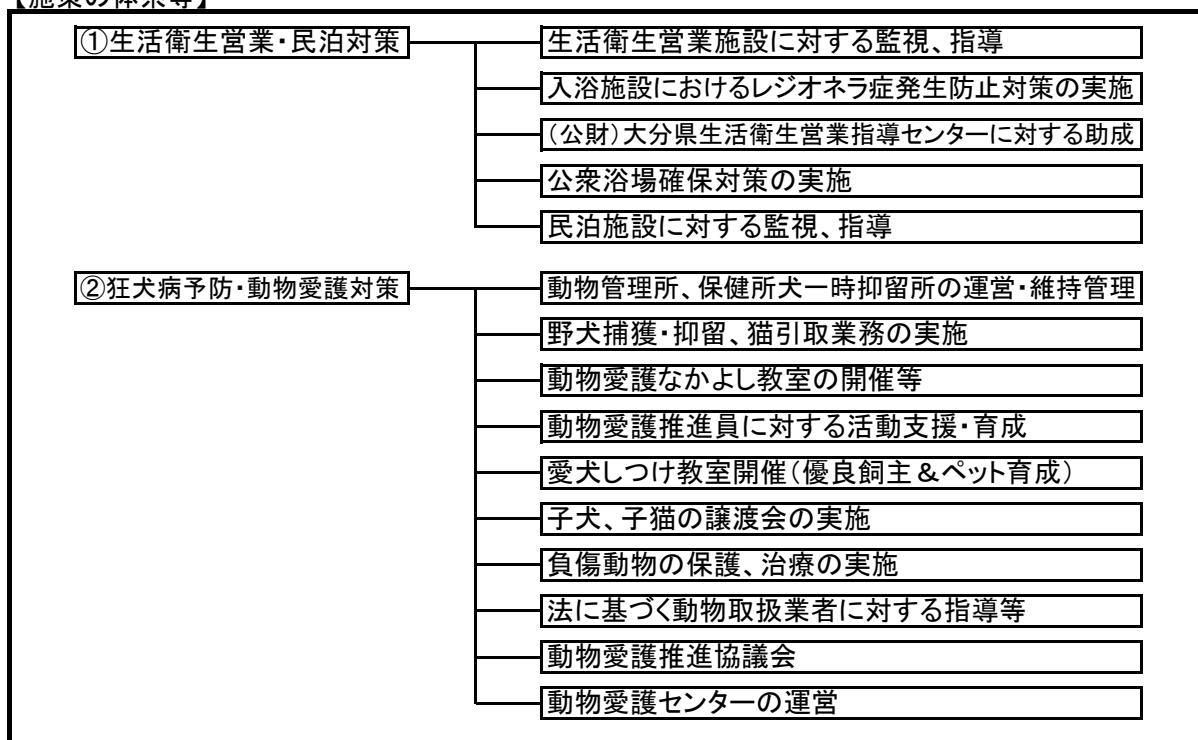 【施策の体系等】
①生活衛生営業・民泊対策
生活衛生営業施設に対する監視、指導
入浴施設におけるレジオネラ症発生防止対策の実施
（公財）大分県生活衛生営業指導センターに対する助成
公衆浴場確保対策の実施
民泊施設に対する監視、指導
②狂犬病予防・動物愛護対策
動物管理所、保健所犬一時抑留所の運営・維持管理
野犬捕獲・抑留、猫引取業務の実施
動物愛護なかよし教室の開催等
動物愛護推進員に対する活動支援・育成
愛犬しつけ教室開催（優良飼主＆ペット育成）
子犬、子猫の譲渡会の実施
負傷動物の保護、治療の実施
法に基づく動物取扱業者に対する指導等
動物愛護推進協議会
動物愛護センターの運営